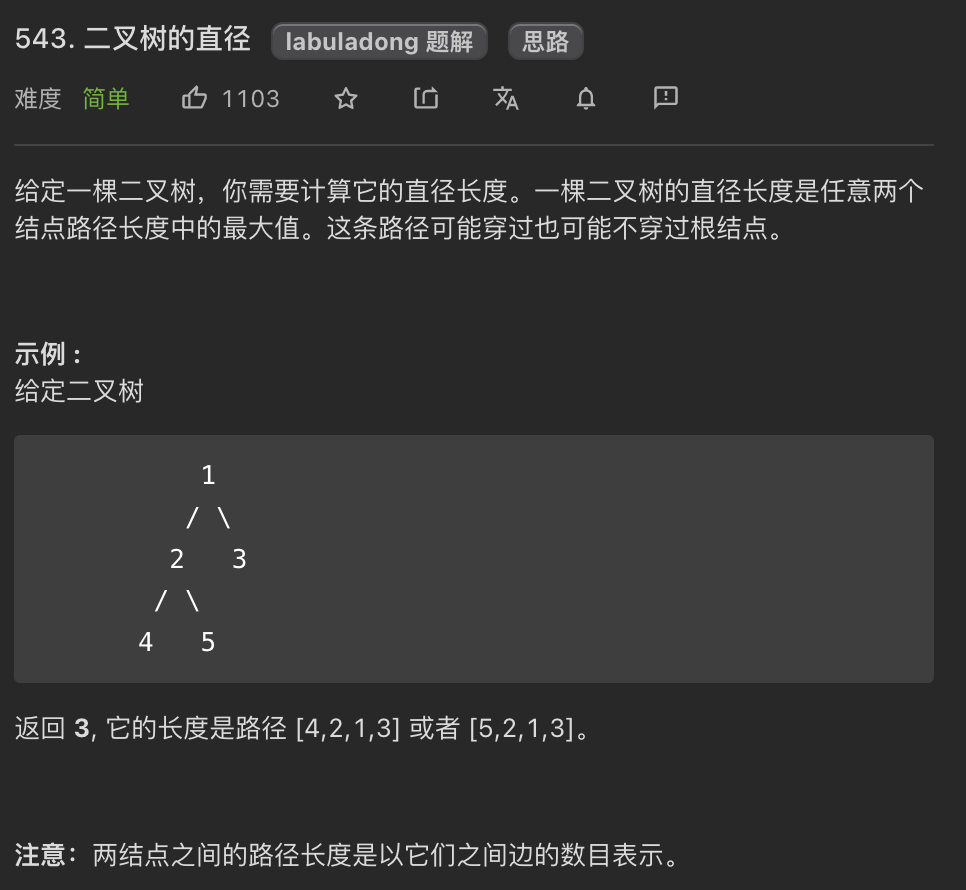 543. 二叉树的直径 labuladong 题解 思路
难度 简单 1103
给定一棵二叉树，你需要计算它的直径长度。一棵二叉树的直径长度是任意两个
结点路径长度中的最大值。这条路径可能穿过也可能不穿过根结点。
示例 :
给定二叉树
1
/ \
2 3
/ \
4 5
返回 3, 它的长度是路径 [4,2,1,3] 或者 [5,2,1,3]。
注意：两结点之间的路径长度是以它们之间边的数目表示。